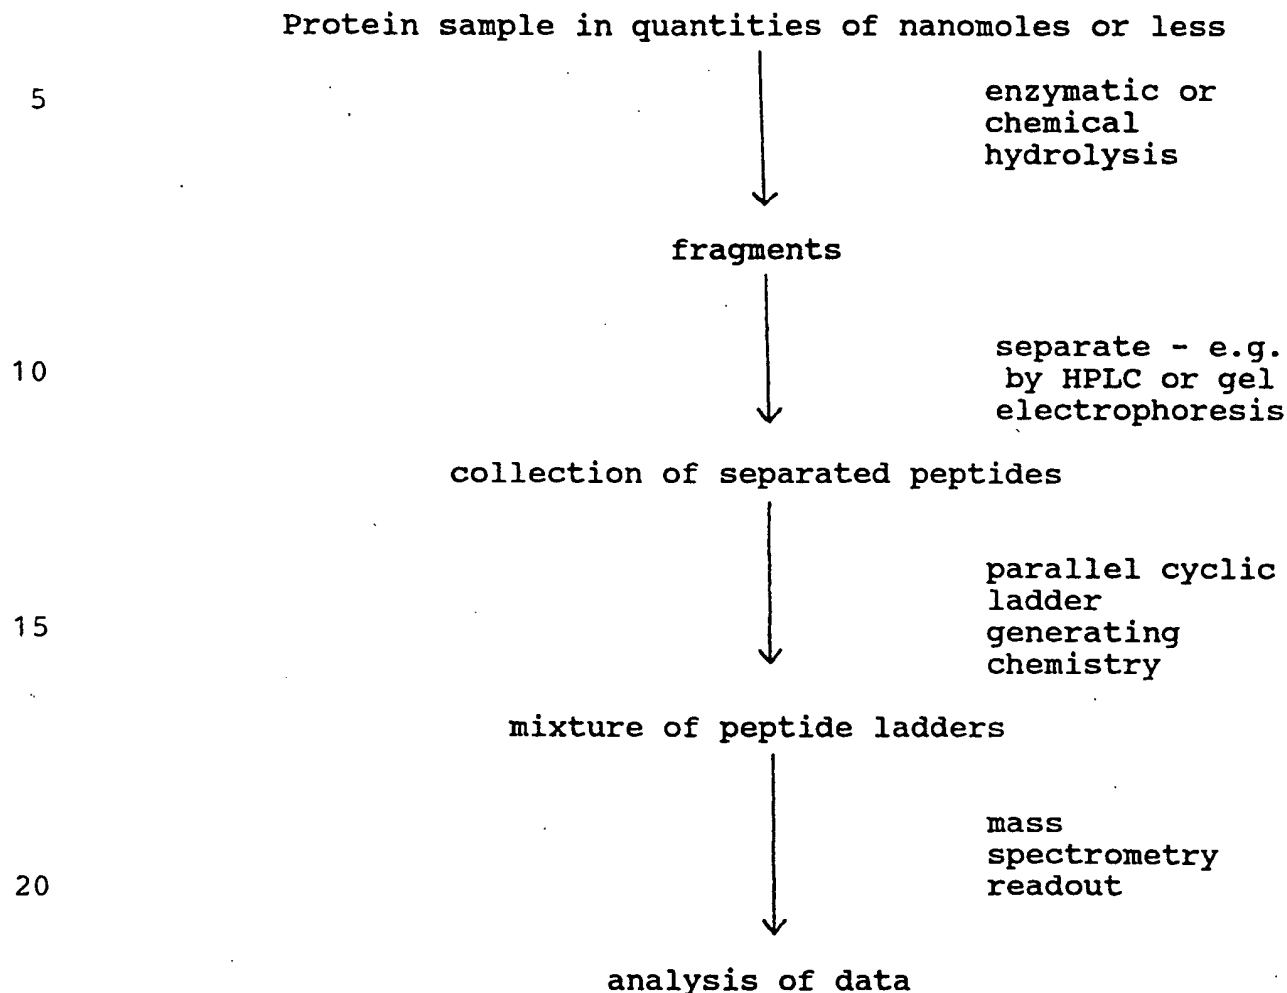 Protein sample in quantities of nanomoles or less
5
enzymatic or
chemical
hydrolysis
fragments
10
separate - e.g.
by HPLC or gel
electrophoresis
collection of separated peptides
parallel cyclic
ladder
15
generating
chemistry
mixture of peptide ladders
mass
spectrometry
20
readout
analysis of data